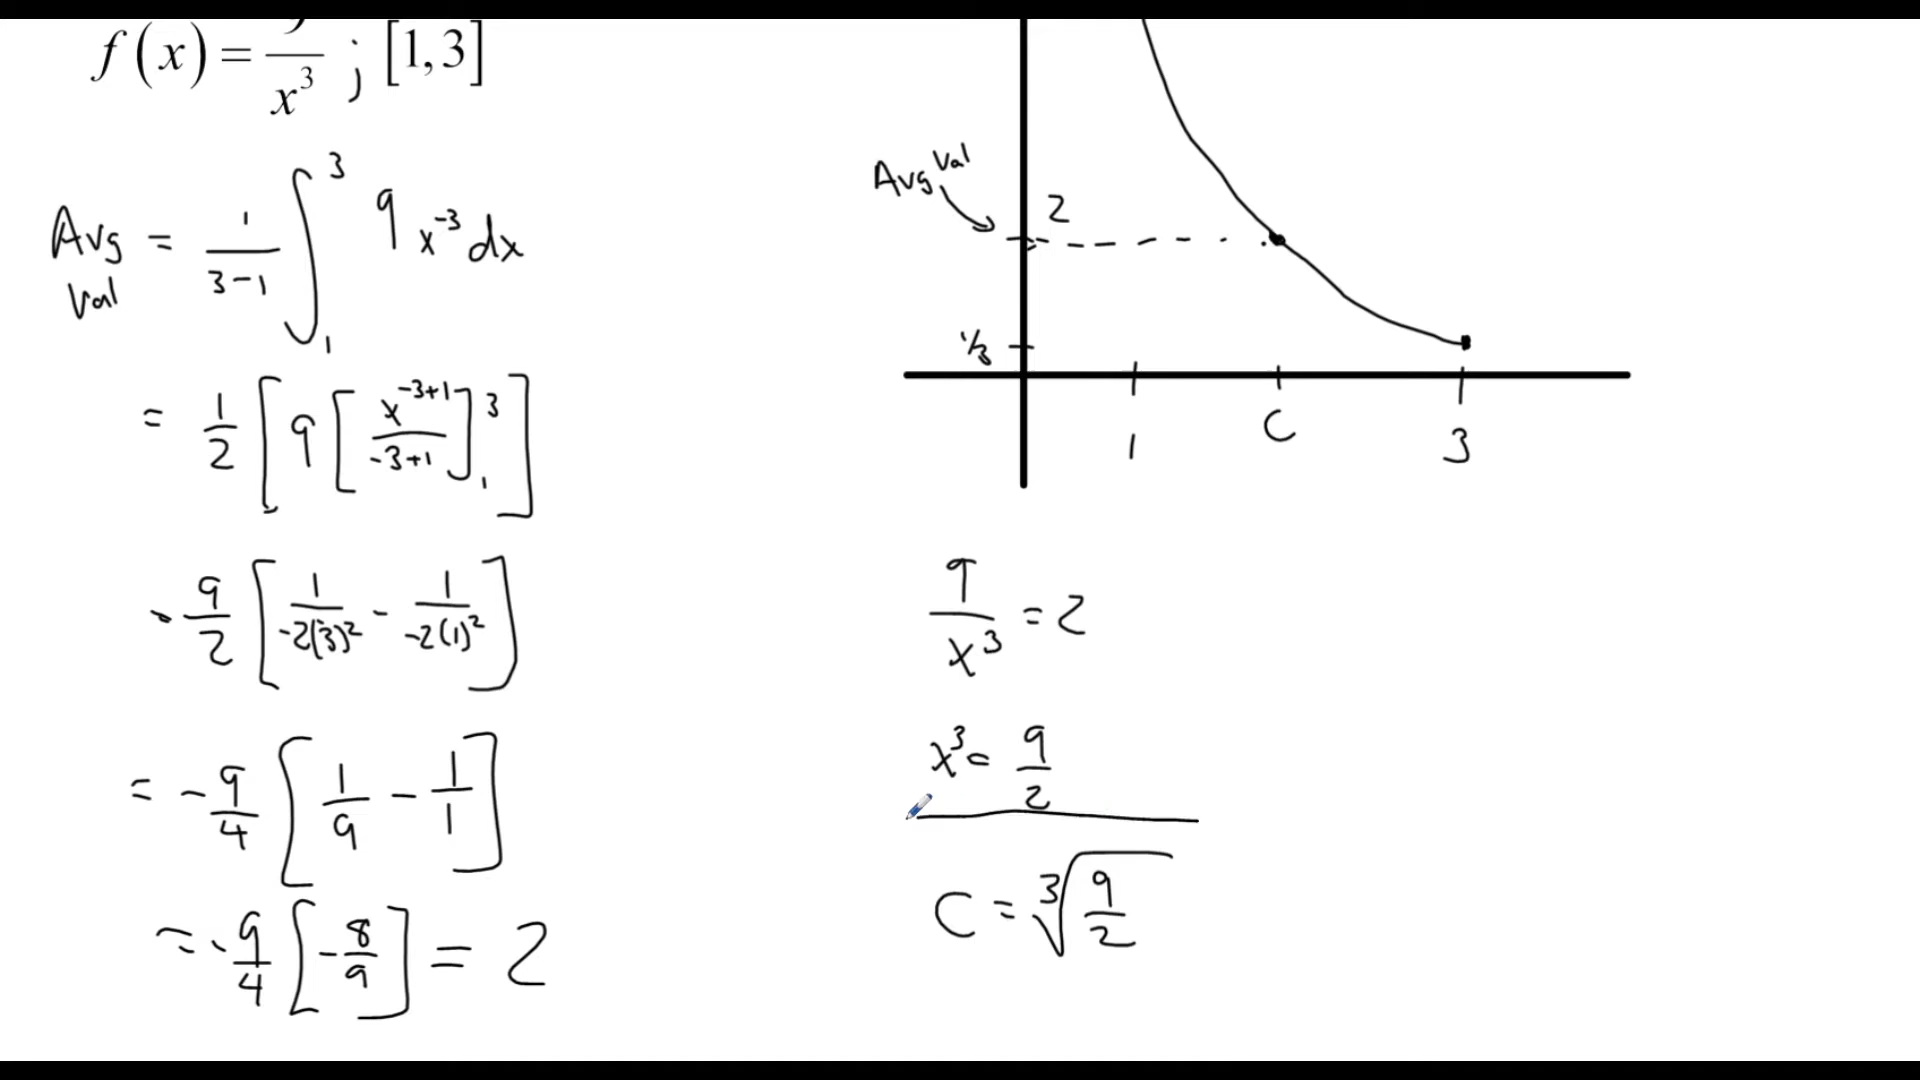 f(x) = 9/x³ ; [1,3]
Avg Val = 1/(3-1) ∫₁³ 9x⁻³dx
= 1/2 [9[x⁻³⁺¹/(-3+1)]₁³]
- 9/2 [1/(-2(3)²) - 1/(-2(1)²)]
= -9/4 [1/9 - 1/1]
= -9/4 [-8/9] = 2
Avg Val
2
1/3
1
C
3
9/x³ = 2
x³ = 9/2
C = ³√(9/2)